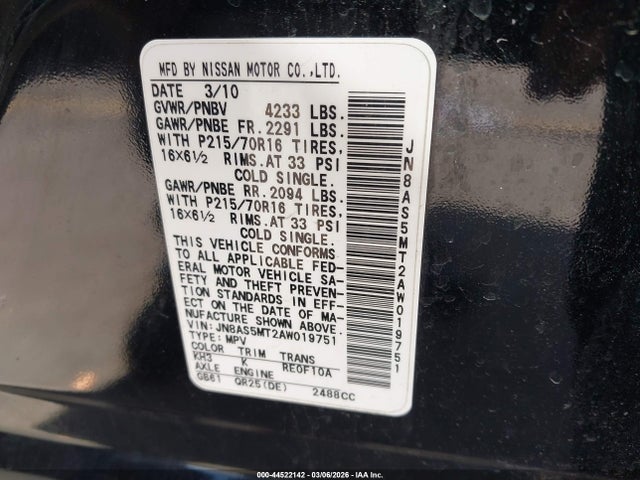 MFD BY NISSAN MOTOR CO.,LTD.
DATE 3/10
GVWR/PNBV 4233 LBS.
GAWR/PNBE FR. 2291 LBS.
WITH P215/70R16 TIRES,
16X6½ RIMS. AT 33 PSI
COLD SINGLE.
GAWR/PNBE RR. 2094 LBS.
WITH P215/70R16 TIRES,
16X6½ RIMS. AT 33 PSI
COLD SINGLE.
THIS VEHICLE CONFORMS
TO ALL APPLICABLE FED-
ERAL MOTOR VEHICLE SA-
FETY AND THEFT PREVEN-
TION STANDARDS IN EFF-
ECT ON THE DATE OF MA-
NUFACTURE SHOWN ABOVE.
VIN: JN8AS5MT2AW019751
TYPE: MPV
COLOR TRIM TRANS
KH3 K RE0F10A
AXLE ENGINE
GB61 QR25(DE) 2488CC
JN8AS5MT2AW019751
000-44522142 - 03/06/2026 - IAA Inc.